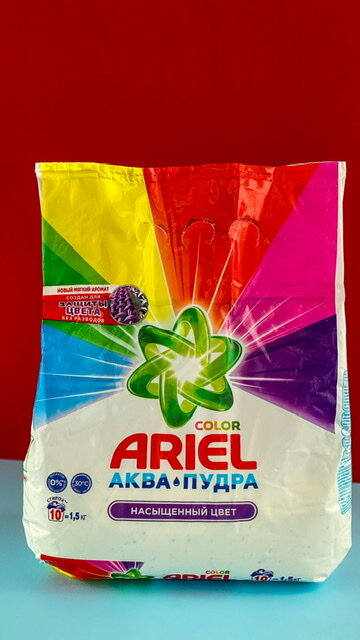 НОВЫЙ МЯГКИЙ АРОМАТ
СОЗДАН ДЛЯ
ЗАЩИТЫ
ЦВЕТА
БЕЗ РАЗВОДОВ
COLOR
ARIEL
АКВА ПУДРА
НАСЫЩЕННЫЙ ЦВЕТ
0%
-30°C
СТИРОК
10 = 1,5 кг
COLOR
ARIEL
10 = 1,5 кг